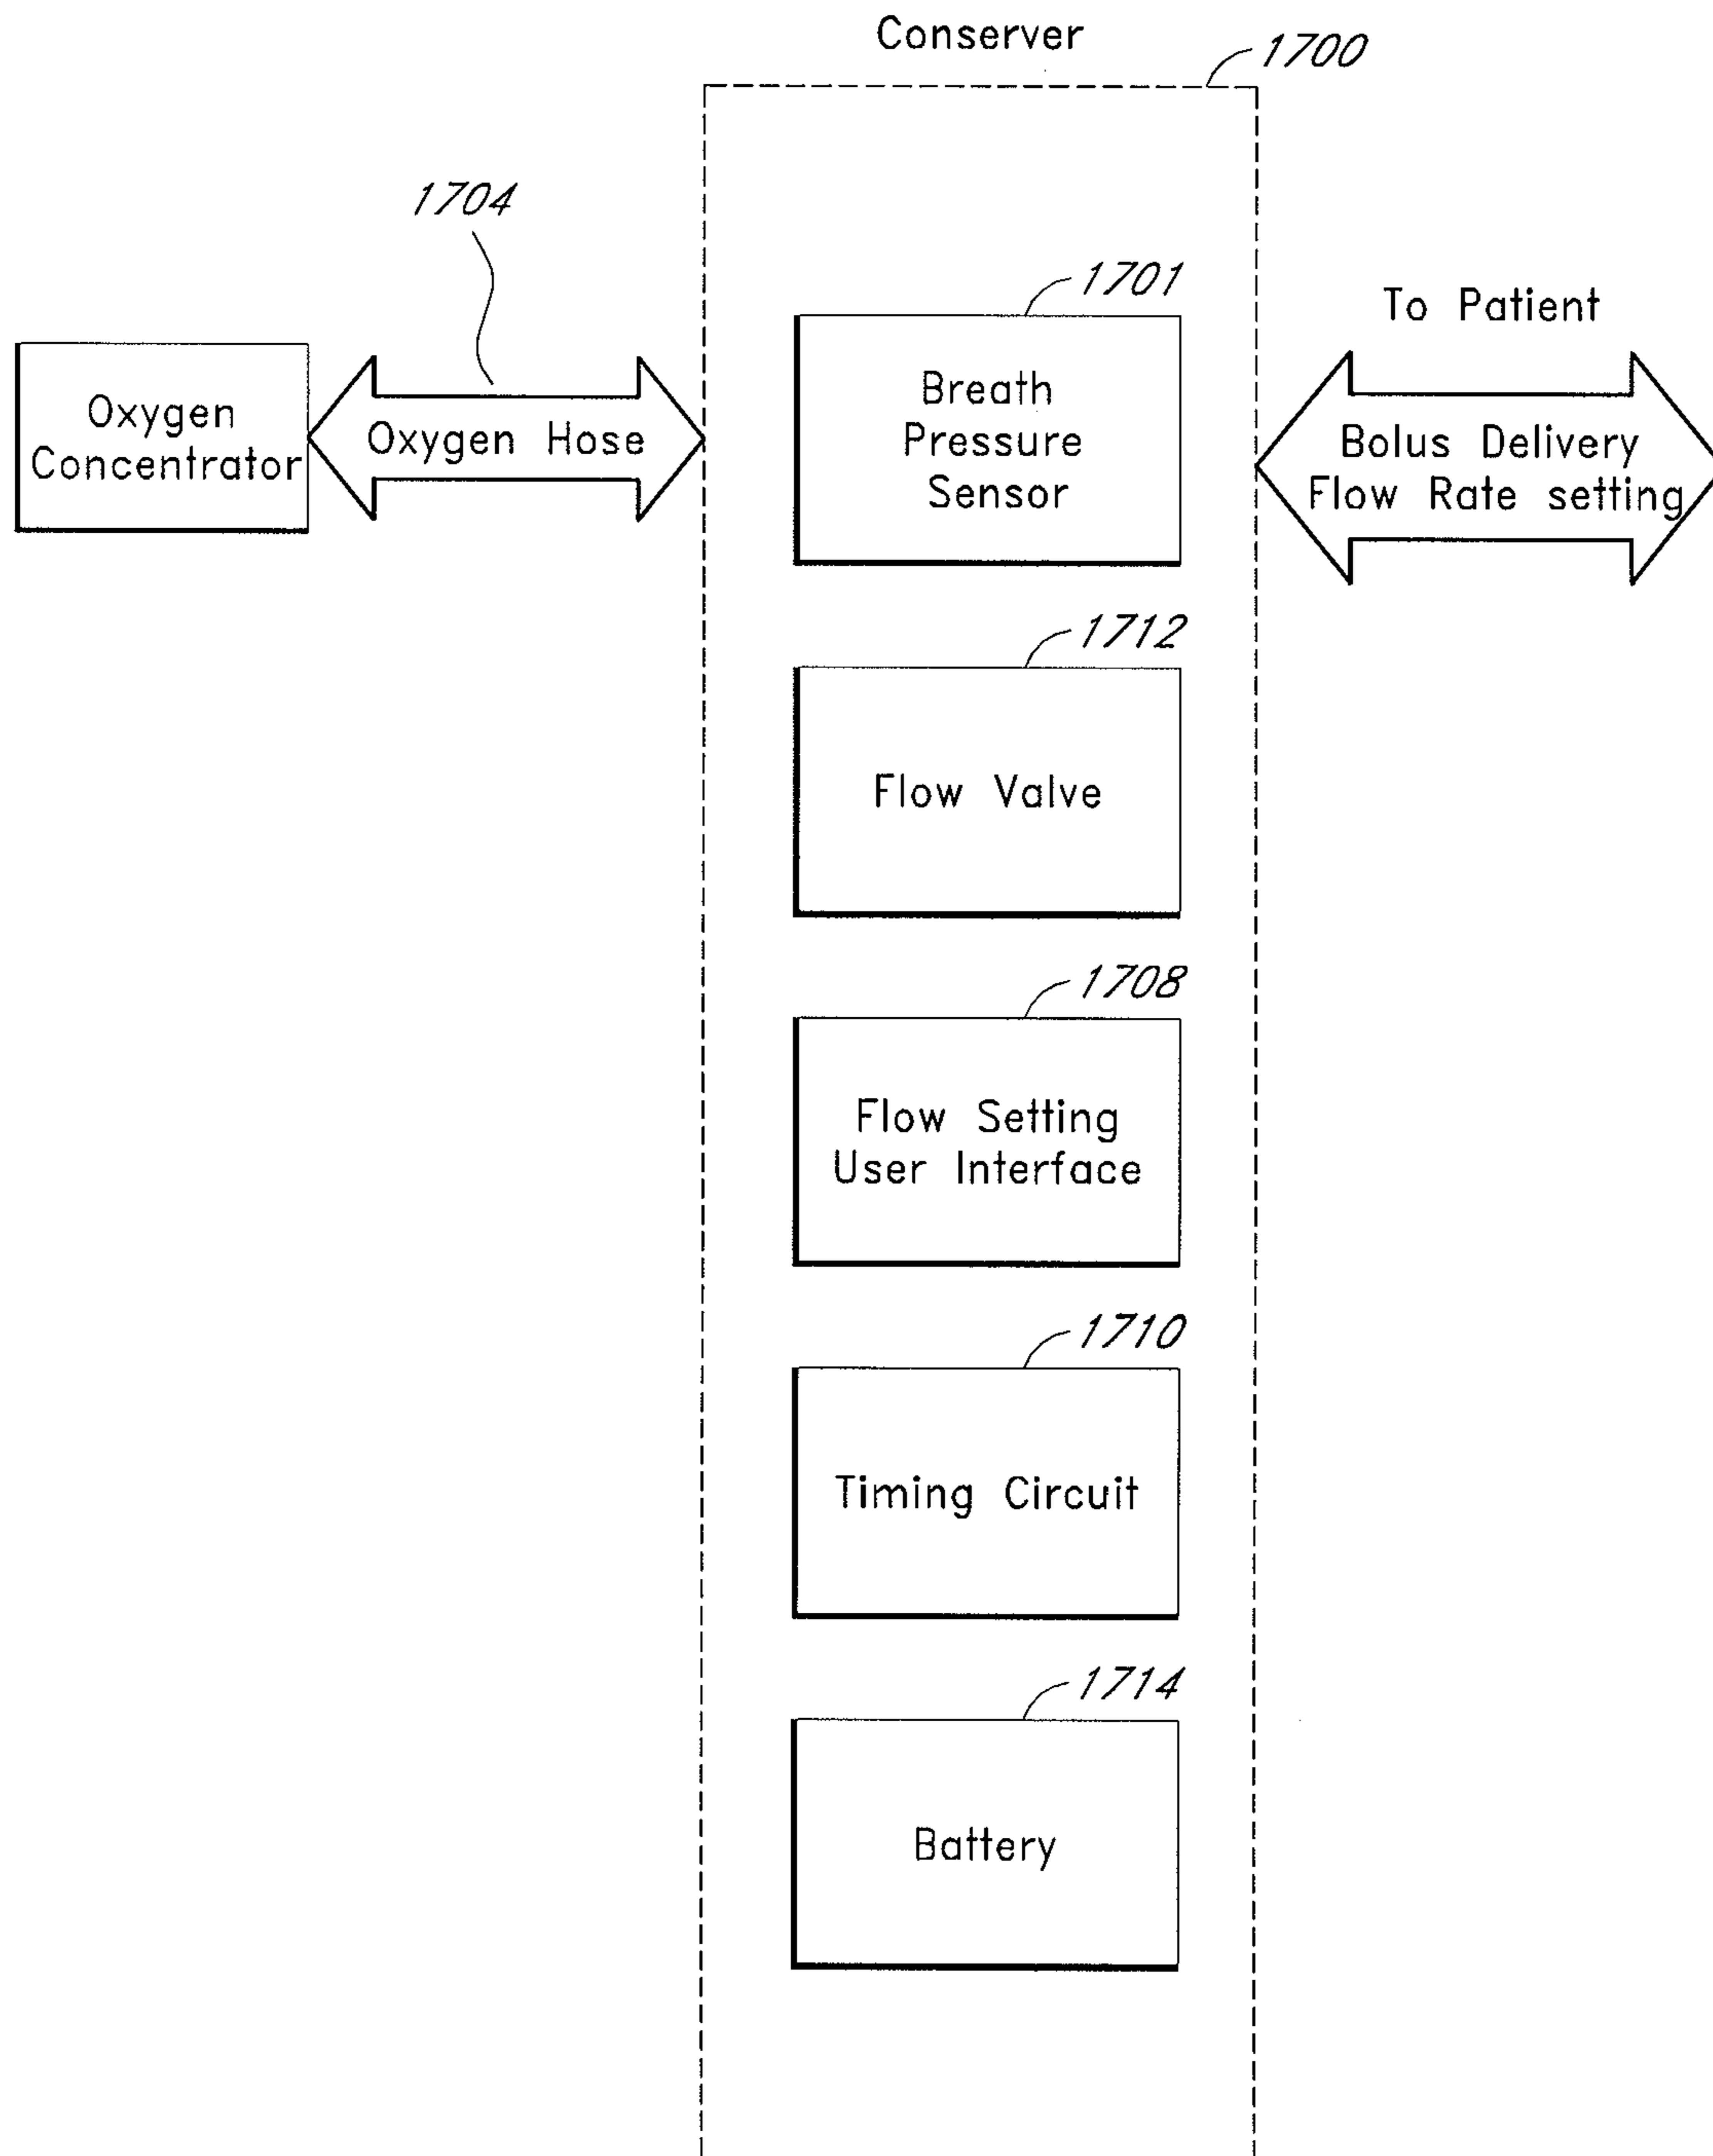 Conserver
1700
1704
1701
To Patient
Oxygen
Concentrator
Oxygen Hose
Breath
Pressure
Sensor
Bolus Delivery
Flow Rate setting
1712
Flow Valve
1708
Flow Setting
User Interface
1710
Timing Circuit
1714
Battery